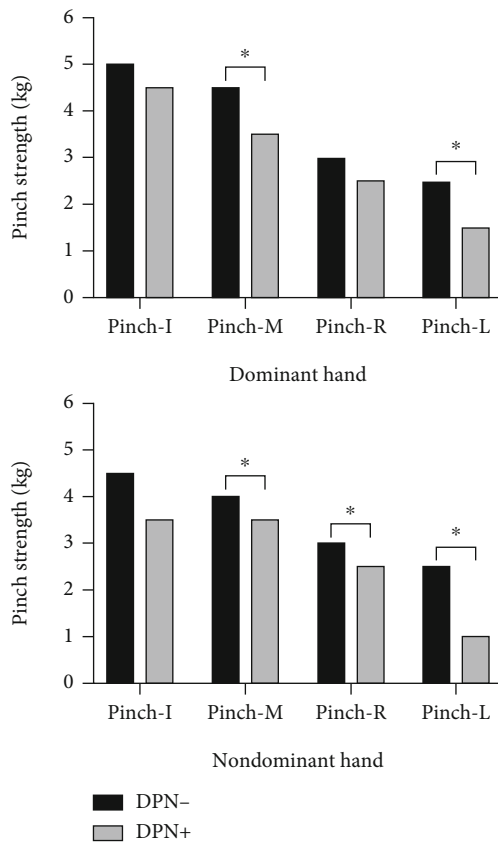 Pinch strength (kg)
6
5
4
3
2
1
0
*
*
Pinch-I Pinch-M Pinch-R Pinch-L
Dominant hand
Pinch strength (kg)
6
5
4
3
2
1
0
*
*
*
Pinch-I Pinch-M Pinch-R Pinch-L
Nondominant hand
DPN–
DPN+